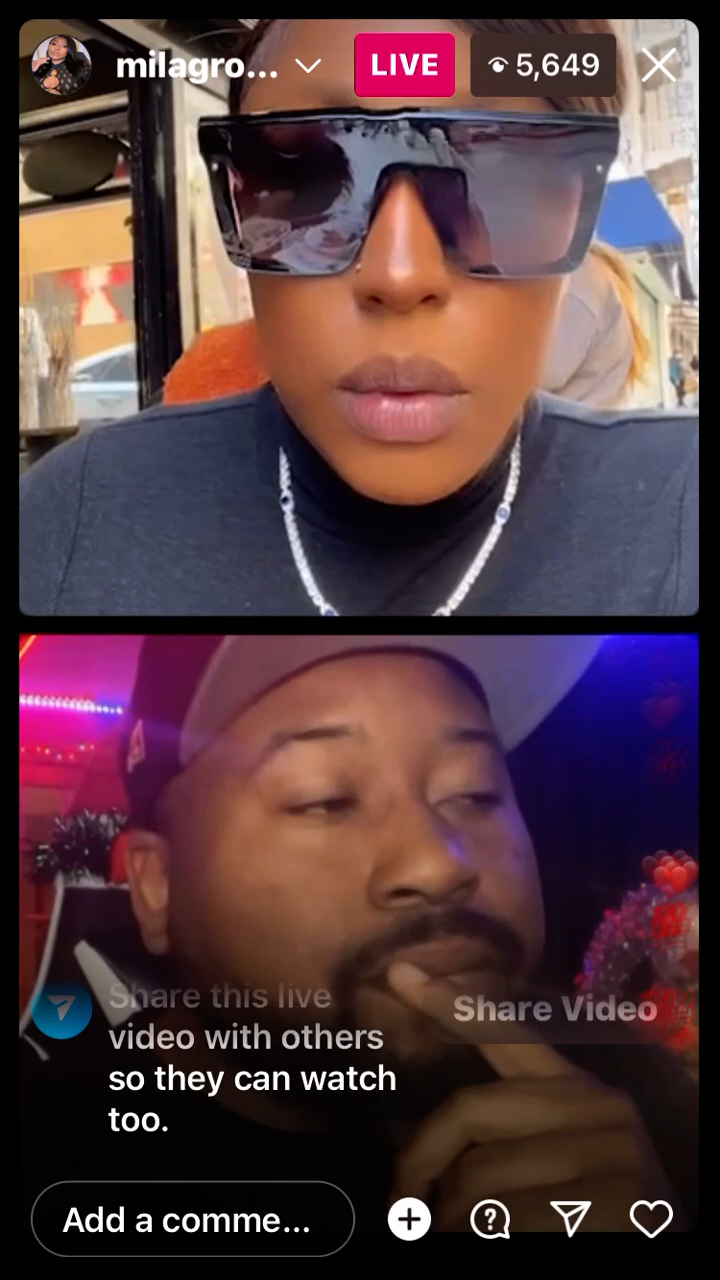 milagro...
LIVE
5,649
Share this live
video with others
so they can watch
too.
Share Video
Add a comme...